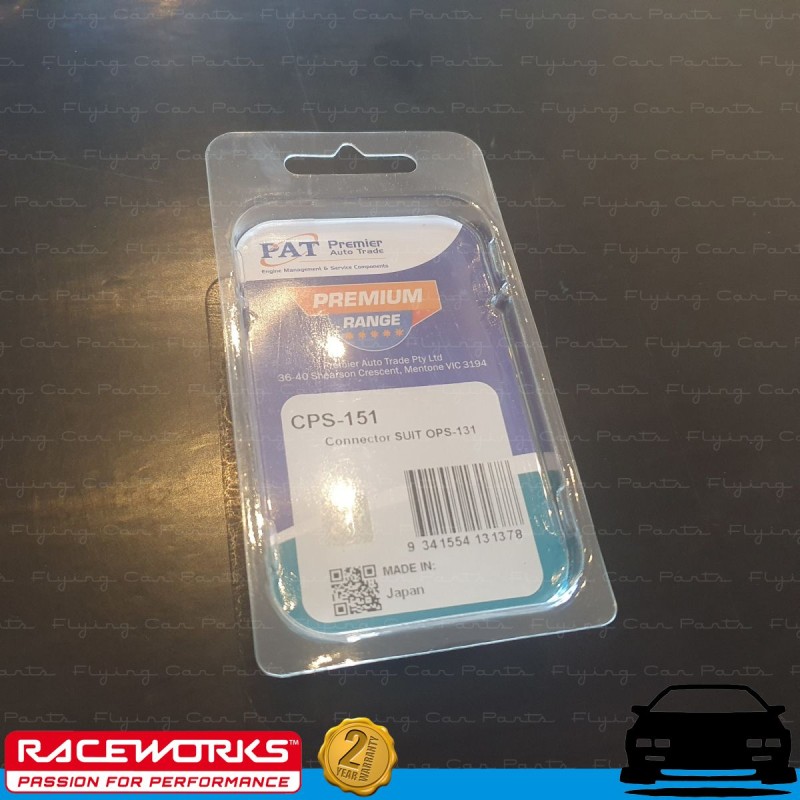 PAT Premier
Auto Trade
Engine Management & Service Components
PREMIUM
RANGE
Premier Auto Trade Pty Ltd
36-40 Shearson Crescent, Mentone VIC 3194
CPS-151
Connector SUIT OPS-131
9 341554 131378
MADE IN:
Japan
Flying Car Parts
RACEWORKS™
PASSION FOR PERFORMANCE
2
YEAR WARRANTY